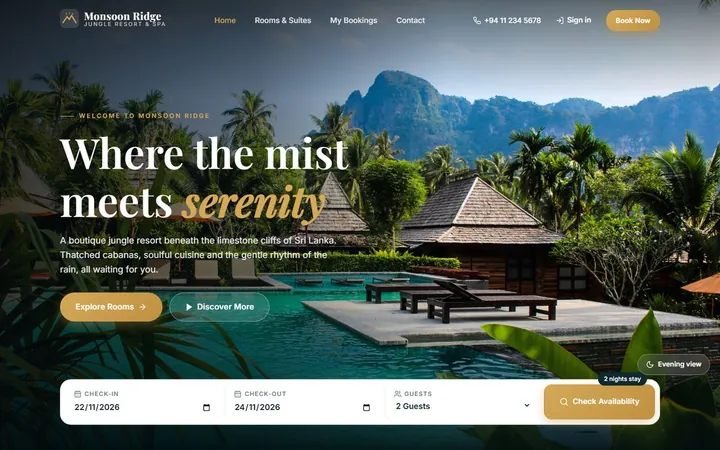 Monsoon Ridge
JUNGLE RESORT & SPA
Home
Rooms & Suites
My Bookings
Contact
+94 11 234 5678
Sign in
Book Now
WELCOME TO MONSOON RIDGE
Where the mist
meets serenity
A boutique jungle resort beneath the limestone cliffs of Sri Lanka.
Thatched cabanas, soulful cuisine and the gentle rhythm of the
rain, all waiting for you.
Explore Rooms →
Discover More
Evening view
2 nights stay
CHECK-IN
22/11/2026
CHECK-OUT
24/11/2026
GUESTS
2 Guests
Check Availability